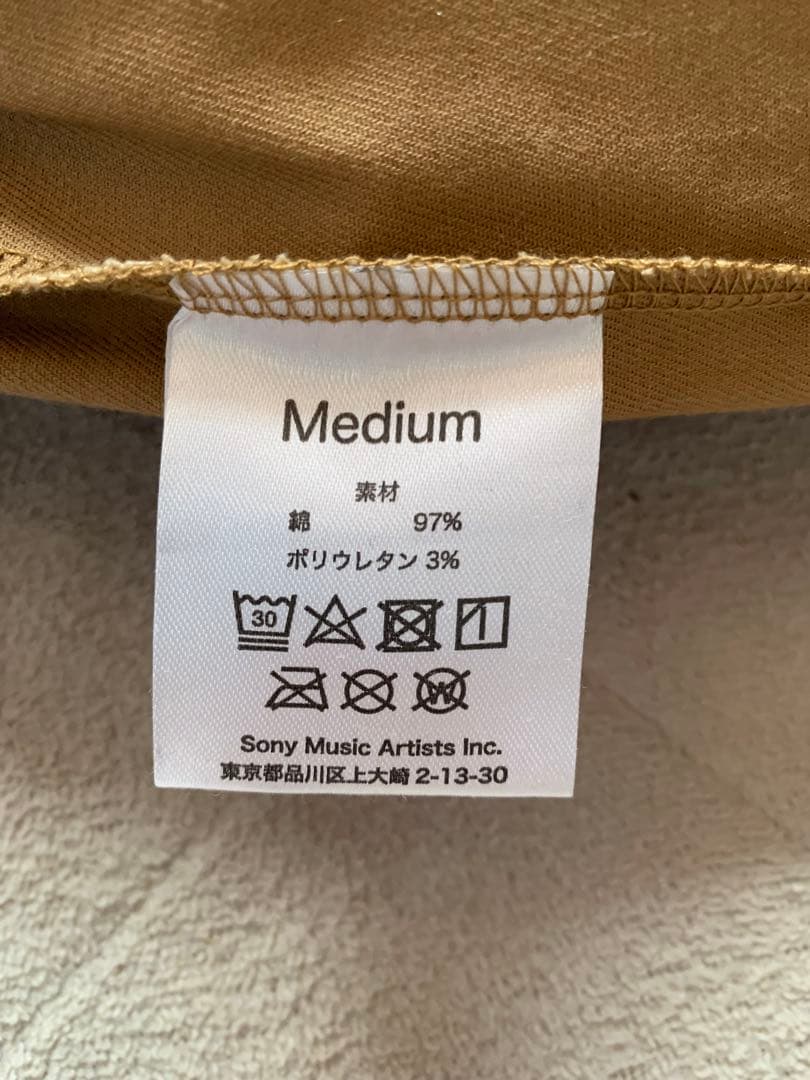 Medium
素材
綿 97%
ポリウレタン 3%
30
W
Sony Music Artists Inc.
東京都品川区上大崎 2-13-30